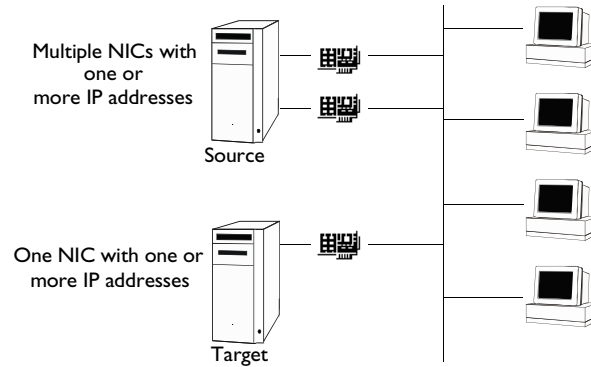 Multiple NICs with
one or
more IP addresses
Source
One NIC with one or
more IP addresses
Target